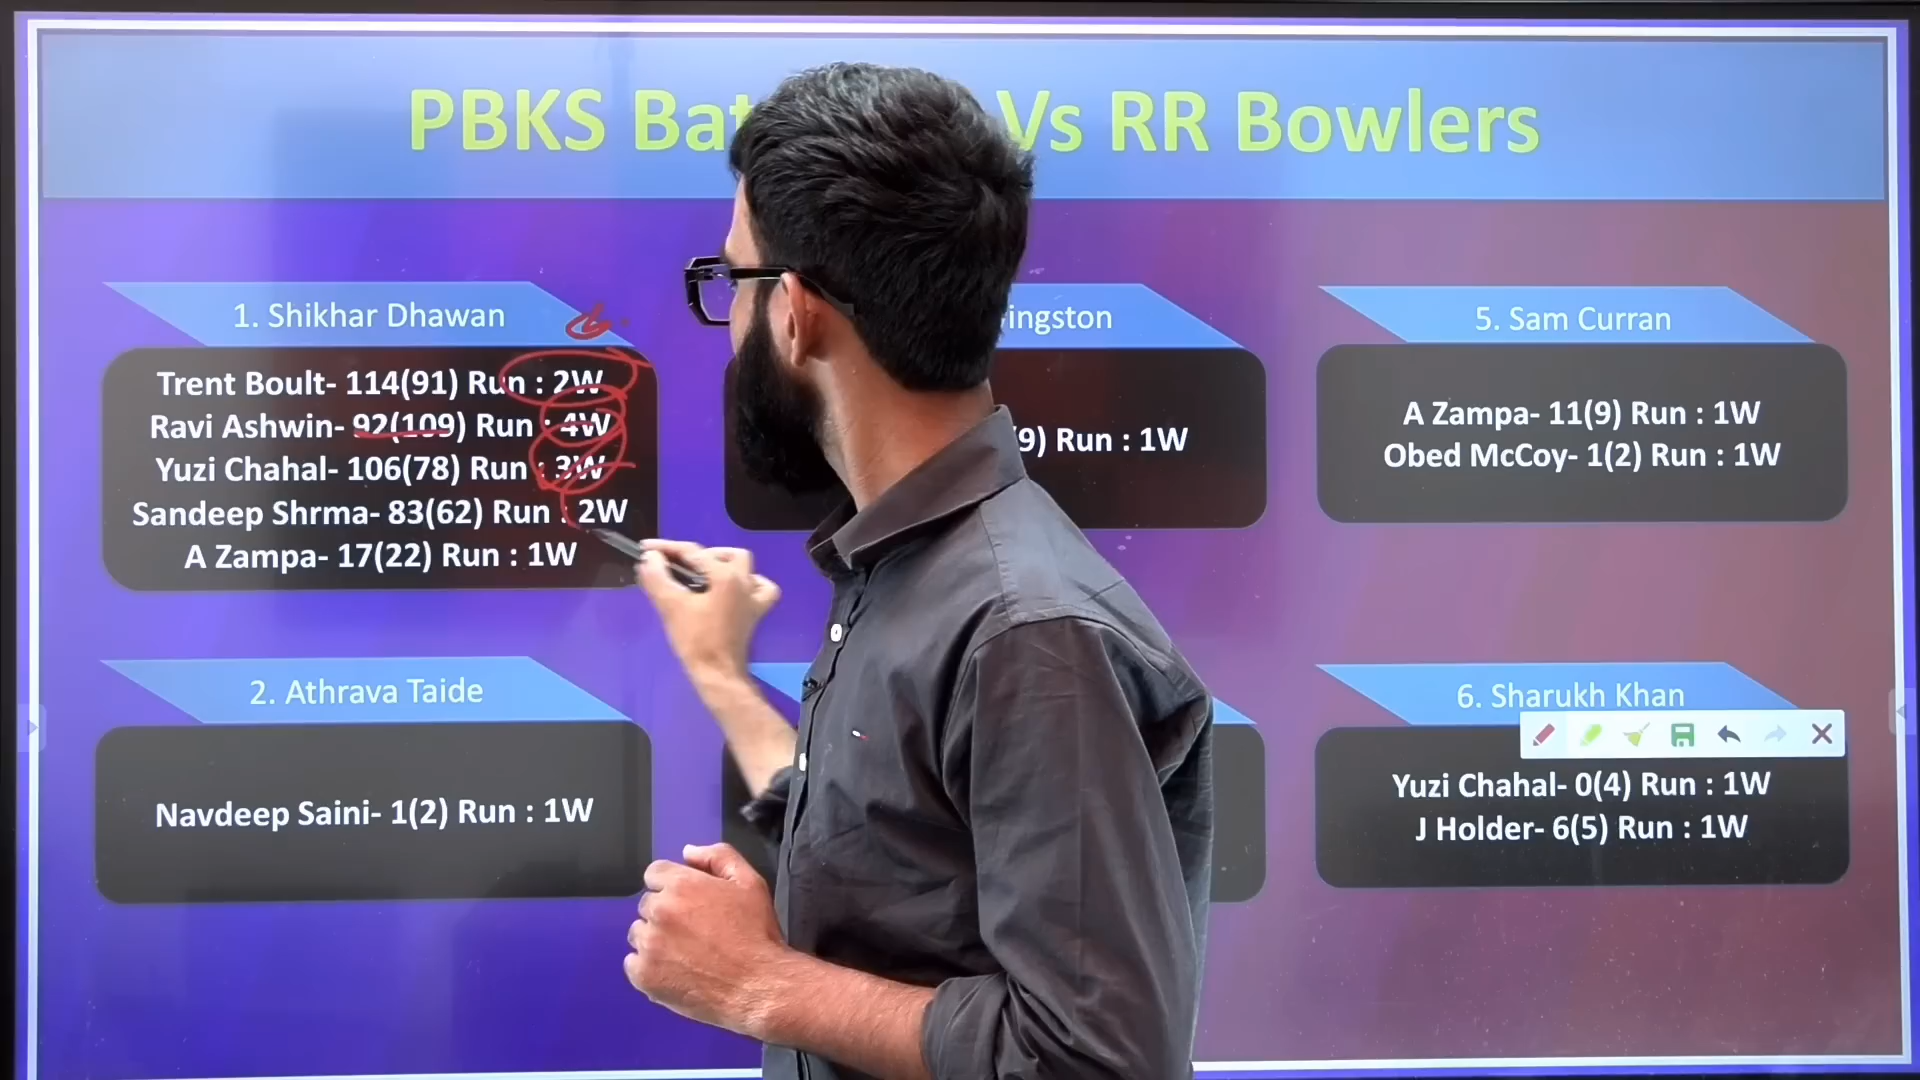 PBKS Vs RR Bowlers
1. Shikhar Dhawan
Trent Boult- 114(91) Run : 2W
Ravi Ashwin- 92(109) Run : 4W
Yuzi Chahal- 106(78) Run : 3W
Sandeep Shrma- 83(62) Run : 2W
A Zampa- 17(22) Run : 1W
2. Athrava Taide
Navdeep Saini- 1(2) Run : 1W
ingston
9) Run : 1W
5. Sam Curran
A Zampa- 11(9) Run : 1W
Obed McCoy- 1(2) Run : 1W
6. Sharukh Khan
Yuzi Chahal- 0(4) Run : 1W
J Holder- 6(5) Run : 1W